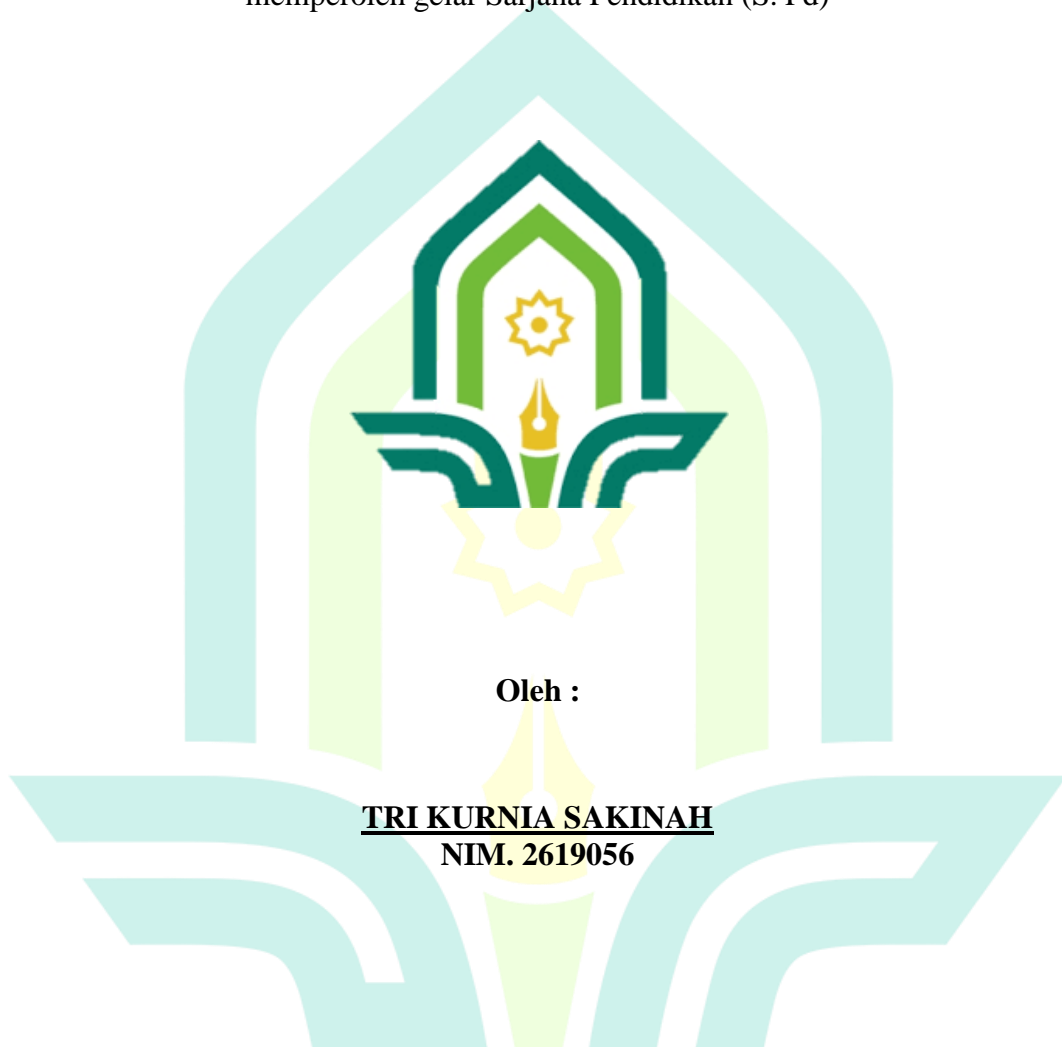 memperoleh gelar Sarjana Pendidikan (S. Pd)
Oleh :
TRI KURNIA SAKINAH
NIM. 2619056